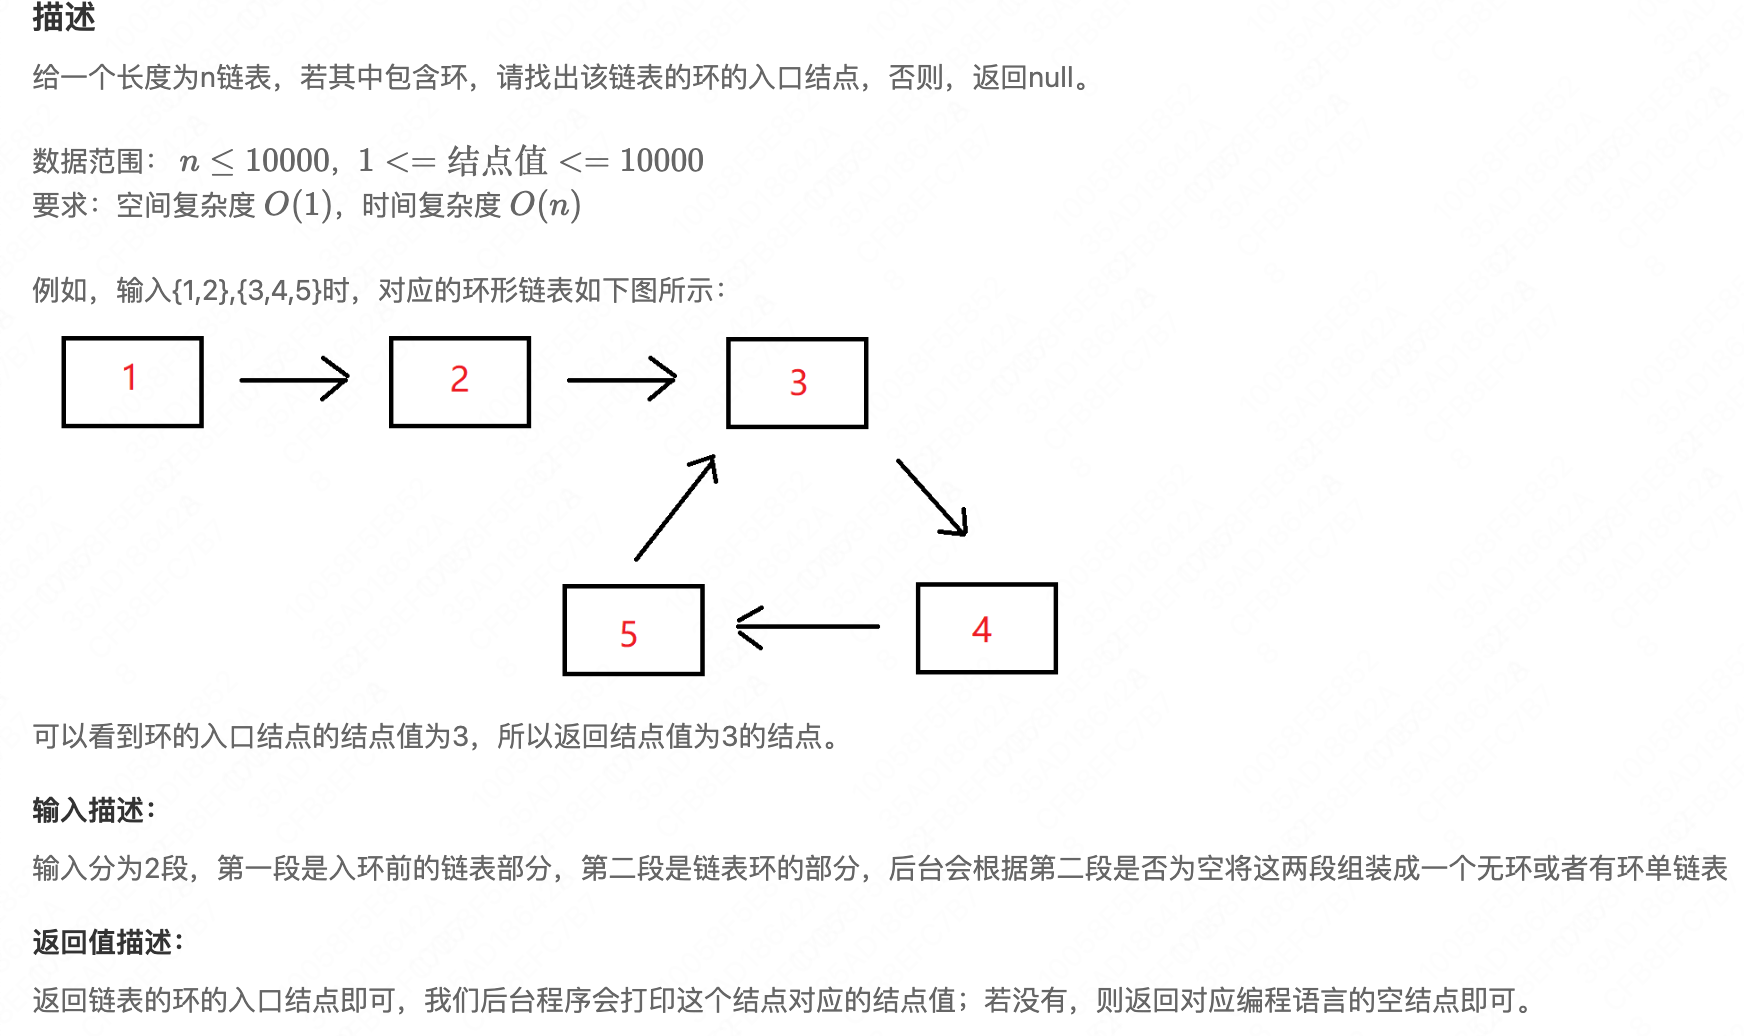 描述
给一个长度为n链表，若其中包含环，请找出该链表的环的入口结点，否则，返回null。
数据范围： n ≤ 10000，1 <= 结点值 <= 10000
要求：空间复杂度 O(1)，时间复杂度 O(n)
例如，输入{1,2},{3,4,5}时，对应的环形链表如下图所示：
1
2
3
5
4
可以看到环的入口结点的结点值为3，所以返回结点值为3的结点。
输入描述：
输入分为2段，第一段是入环前的链表部分，第二段是链表环的部分，后台会根据第二段是否为空将这两段组装成一个无环或者有环单链表
返回值描述：
返回链表的环的入口结点即可，我们后台程序会打印这个结点对应的结点值；若没有，则返回对应编程语言的空结点即可。